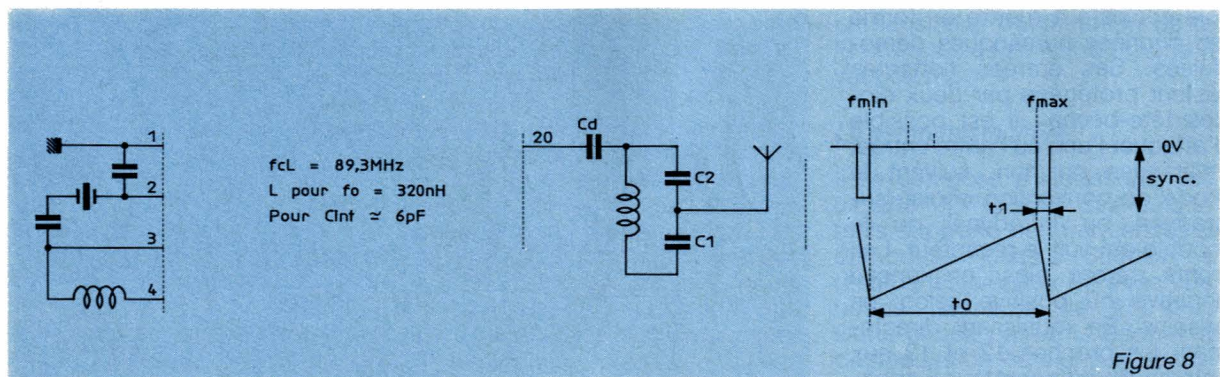 1
2
3
4
fcL = 89,3MHz
L pour fo = 320nH
Pour CInt ≃ 6pF
20
Cd
C2
C1
fmin
fmax
0V
sync.
t1
t0
Figure 8